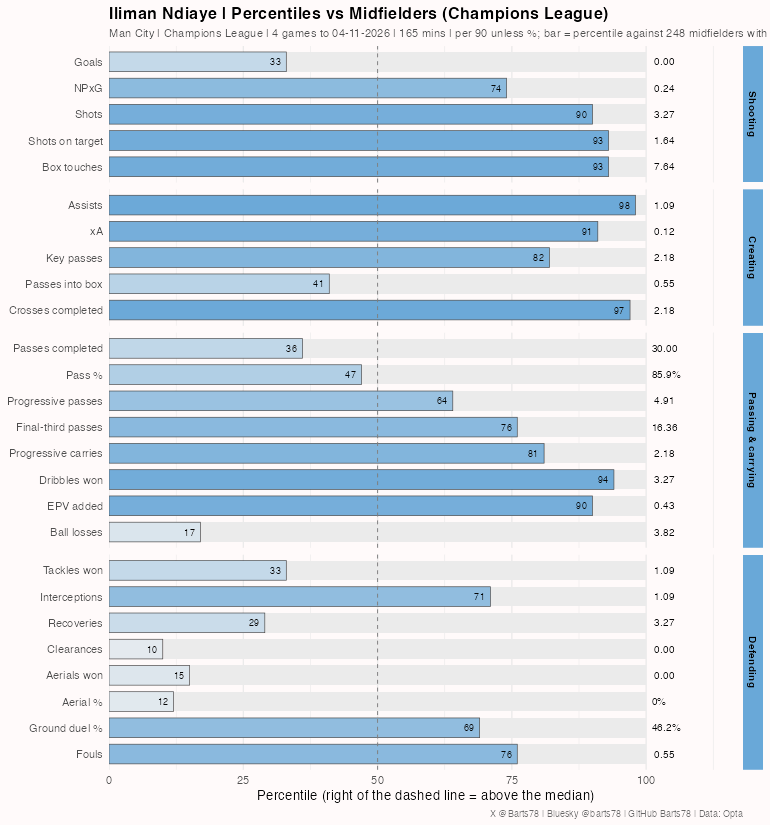 Iliman Ndiaye | Percentiles vs Midfielders (Champions League)
Man City | Champions League | 4 games to 04-11-2026 | 165 mins | per 90 unless %; bar = percentile against 248 midfielders with
Goals 33 0.00
NPxG 74 0.24
Shots 90 3.27
Shots on target 93 1.64
Box touches 93 7.64
Shooting
Assists 98 1.09
xA 91 0.12
Key passes 82 2.18
Passes into box 41 0.55
Crosses completed 97 2.18
Creating
Passes completed 36 30.00
Pass % 47 85.9%
Progressive passes 64 4.91
Final-third passes 76 16.36
Progressive carries 81 2.18
Dribbles won 94 3.27
EPV added 90 0.43
Ball losses 17 3.82
Passing & carrying
Tackles won 33 1.09
Interceptions 71 1.09
Recoveries 29 3.27
Clearances 10 0.00
Aerials won 15 0.00
Aerial % 12 0%
Ground duel % 69 46.2%
Fouls 76 0.55
Defending
0 25 50 75 100
Percentile (right of the dashed line = above the median)
X @Barts78 | Bluesky @barts78 | GitHub Barts78 | Data: Opta